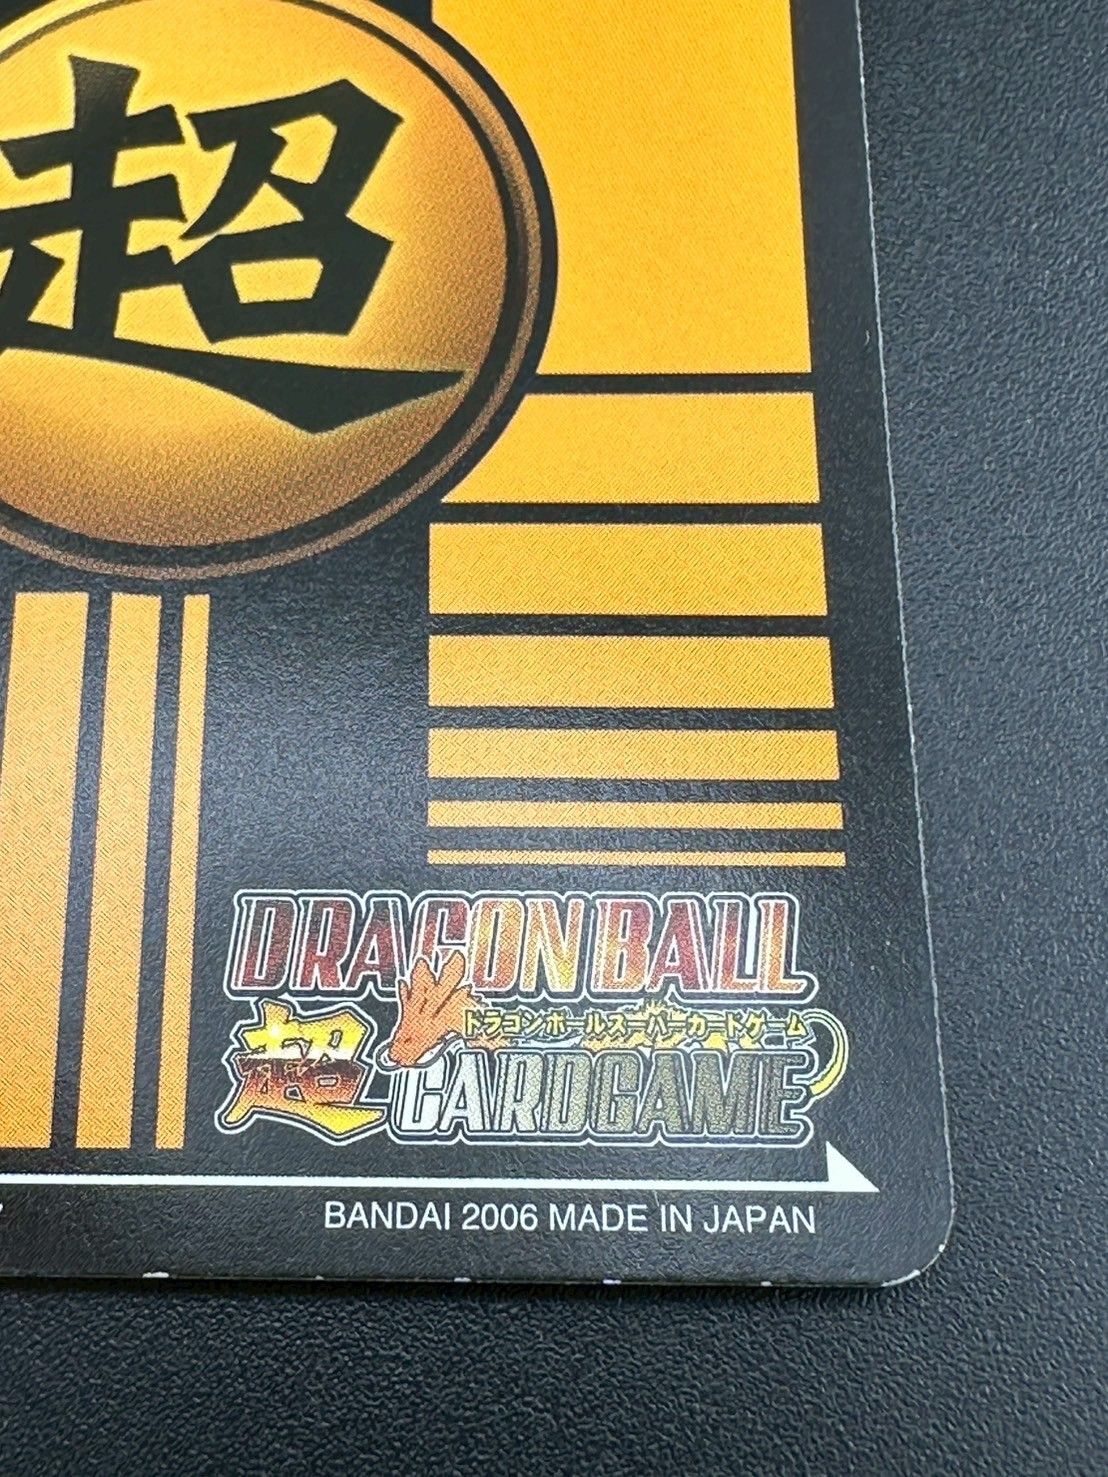 超
DRAGON BALL
ドラゴンボールスーパーカードゲーム
超 CARDGAME
BANDAI 2006 MADE IN JAPAN